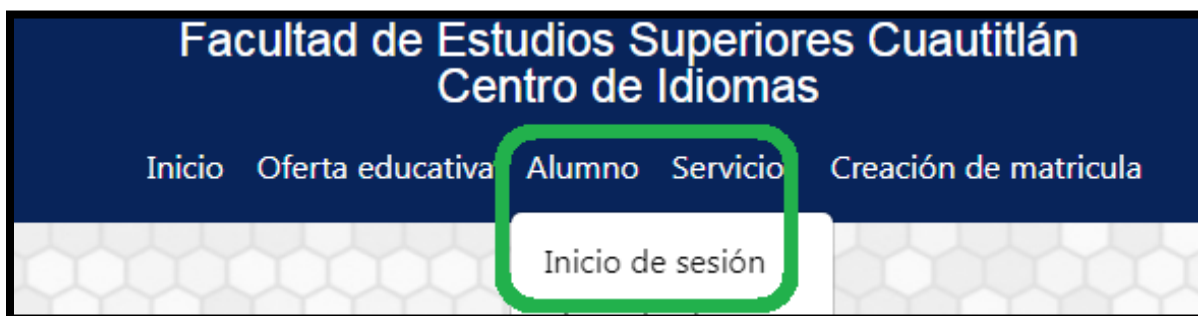 Facultad de Estudios Superiores Cuautitlán
Centro de Idiomas
Inicio Oferta educativa Alumno Servicio Creación de matricula
Inicio de sesión